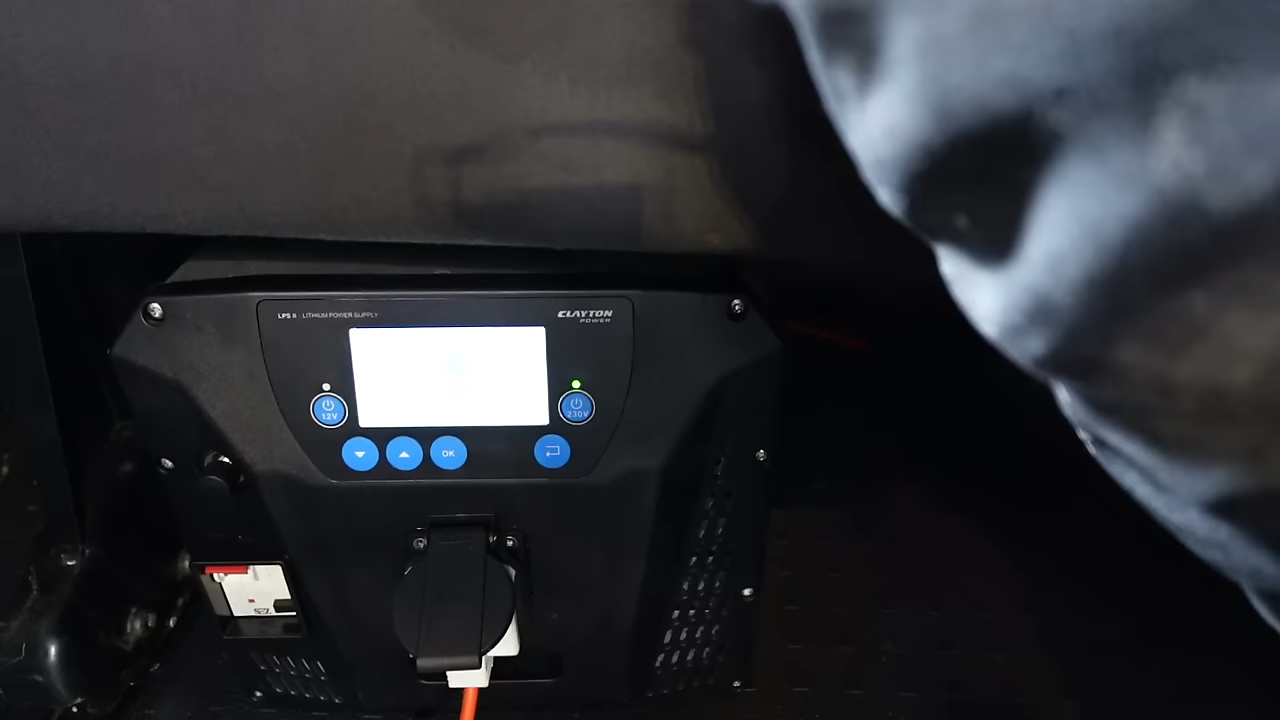 LPS II - LITHIUM POWER SUPPLY
CLAYTON
POWER
12V
230V
OK